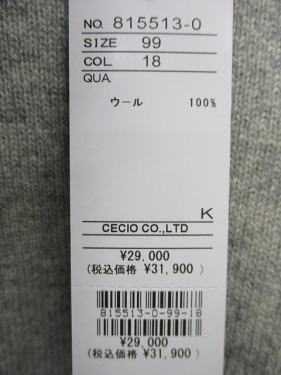 NO. 815513-0
SIZE 99
COL 18
QUA
ウール 100%
K
CECIO CO.,LTD
¥29,000
(税込価格 ¥31,900)
815513-0-99-18
¥29,000
(税込価格 ¥31,900)